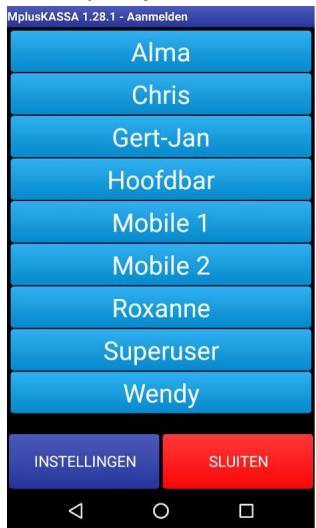 MplusKASSA 1.28.1 - Aanmelden
Alma
Chris
Gert-Jan
Hoofdbar
Mobile 1
Mobile 2
Roxanne
Superuser
Wendy
INSTELLINGEN SLUITEN